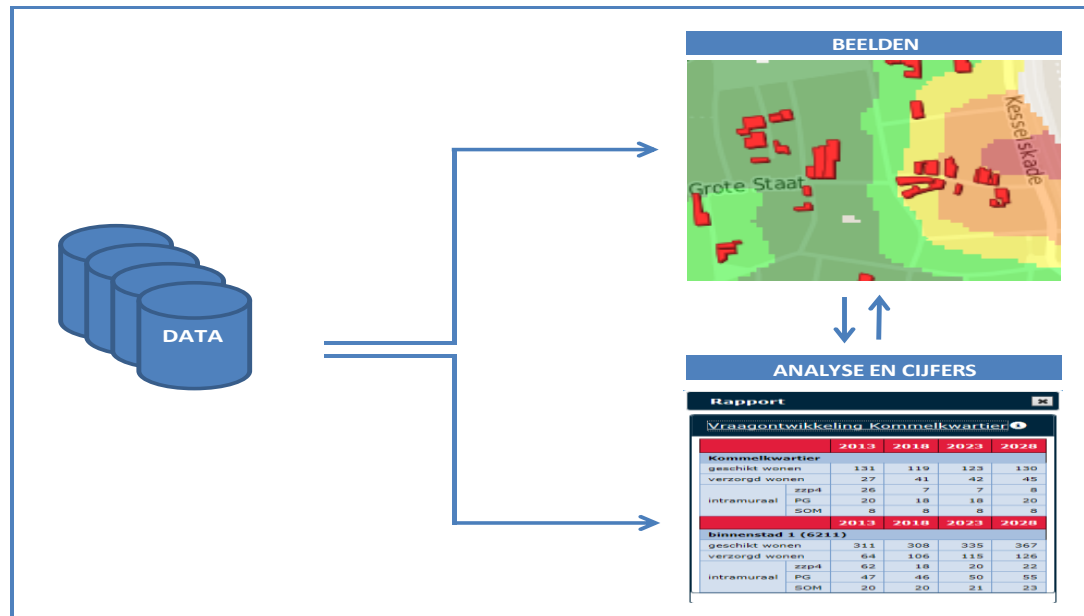 BEELDEN
Kesselskade
Grote Staat
DATA
ANALYSE EN CIJFERS
Rapport
Vraagontwikkeling Kommelkwartier i
2013 2018 2023 2028
Kommelkwartier
geschikt wonen 131 119 123 130
verzorgd wonen 27 41 42 45
zzp4 26 7 7 8
intramuraal PG 20 18 18 20
SOM 8 8 8 8
2013 2018 2023 2028
binnenstad 1 (6211)
geschikt wonen 311 308 335 367
verzorgd wonen 64 106 115 126
zzp4 62 18 20 22
intramuraal PG 47 46 50 55
SOM 20 20 21 23